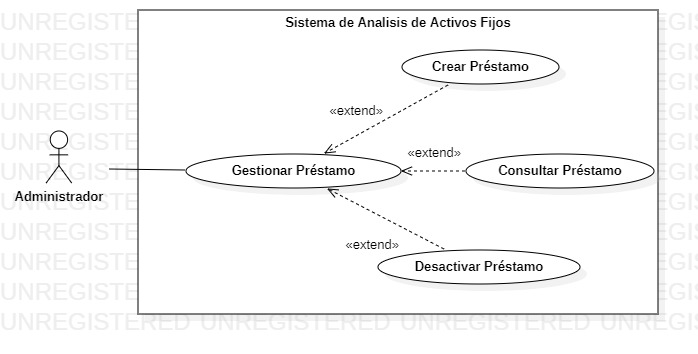 Sistema de Analisis de Activos Fijos
Crear Préstamo
«extend»
«extend»
Administrador
Gestionar Préstamo
Consultar Préstamo
«extend»
Desactivar Préstamo
UNREGISTERED UNREGISTERED UNREGISTERED UNREGIS